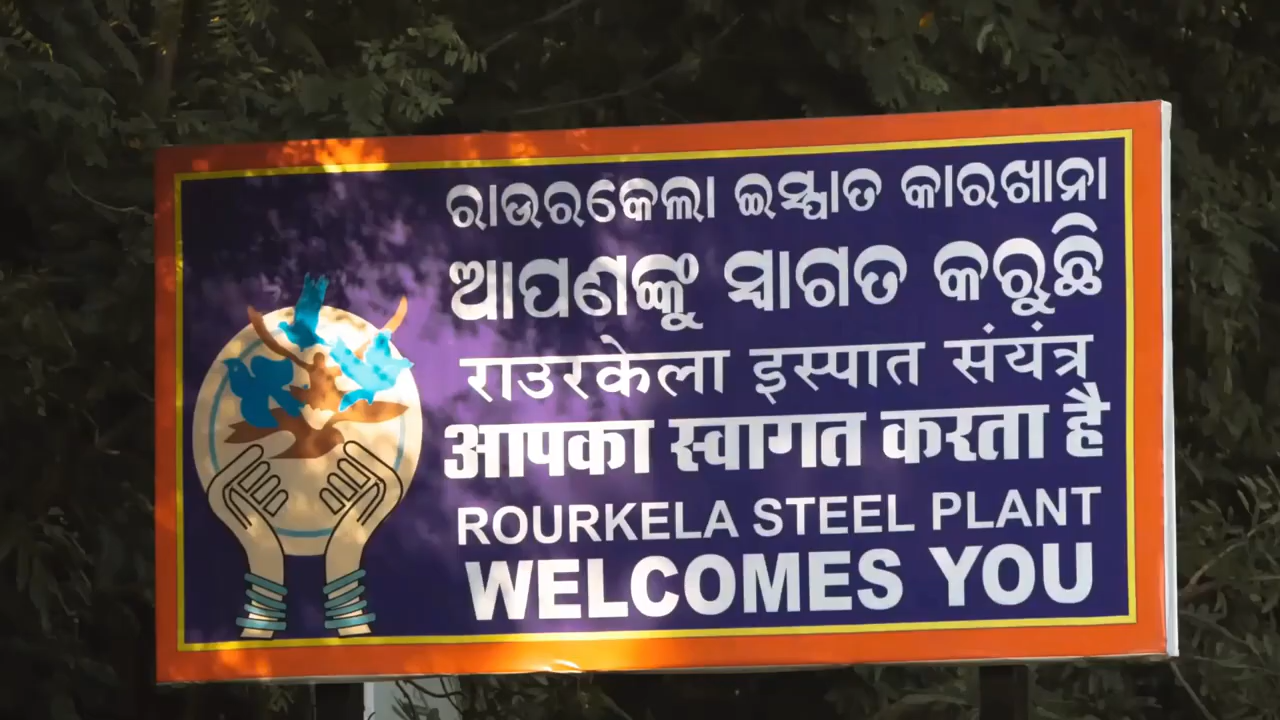 ରାଉରକେଲା ଇସ୍ପାତ କାରଖାନା
ଆପଣଙ୍କୁ ସ୍ୱାଗତ କରୁଛି
राउरकेला इस्पात संयंत्र
आपका स्वागत करता है
ROURKELA STEEL PLANT
WELCOMES YOU